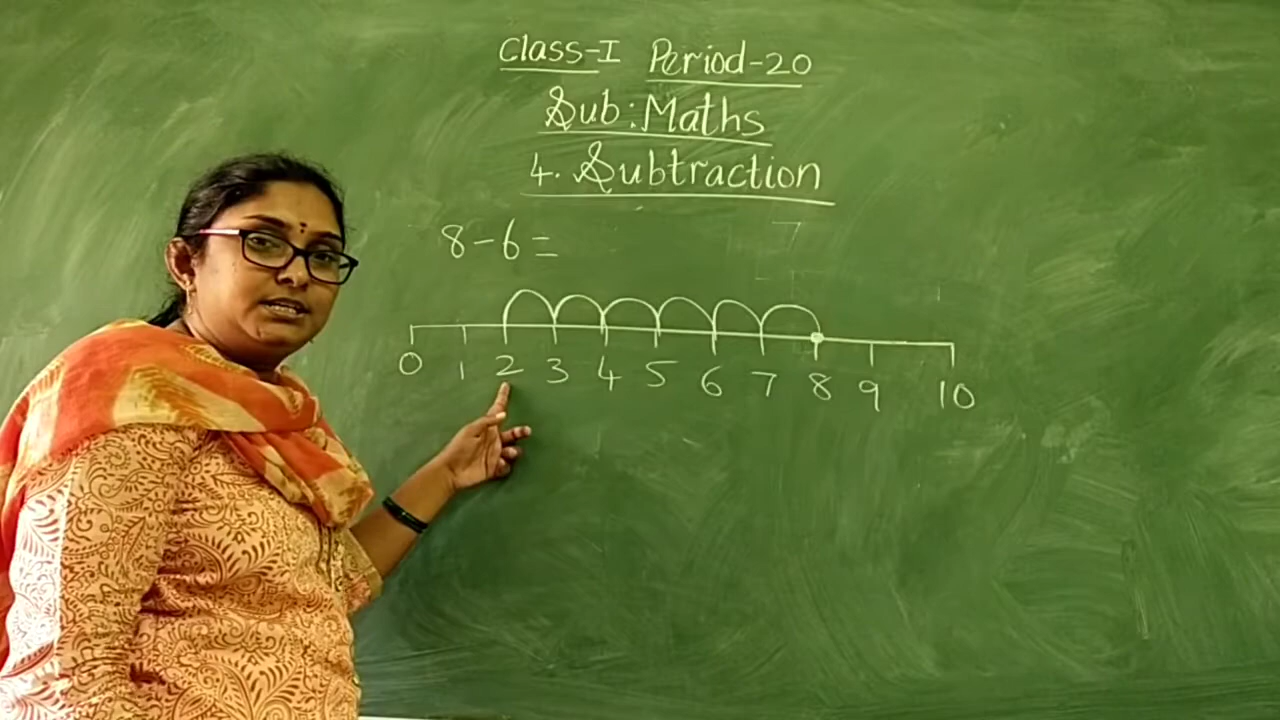 Class-I Period-20
Sub: Maths
4. Subtraction
8-6=
0 1 2 3 4 5 6 7 8 9 10